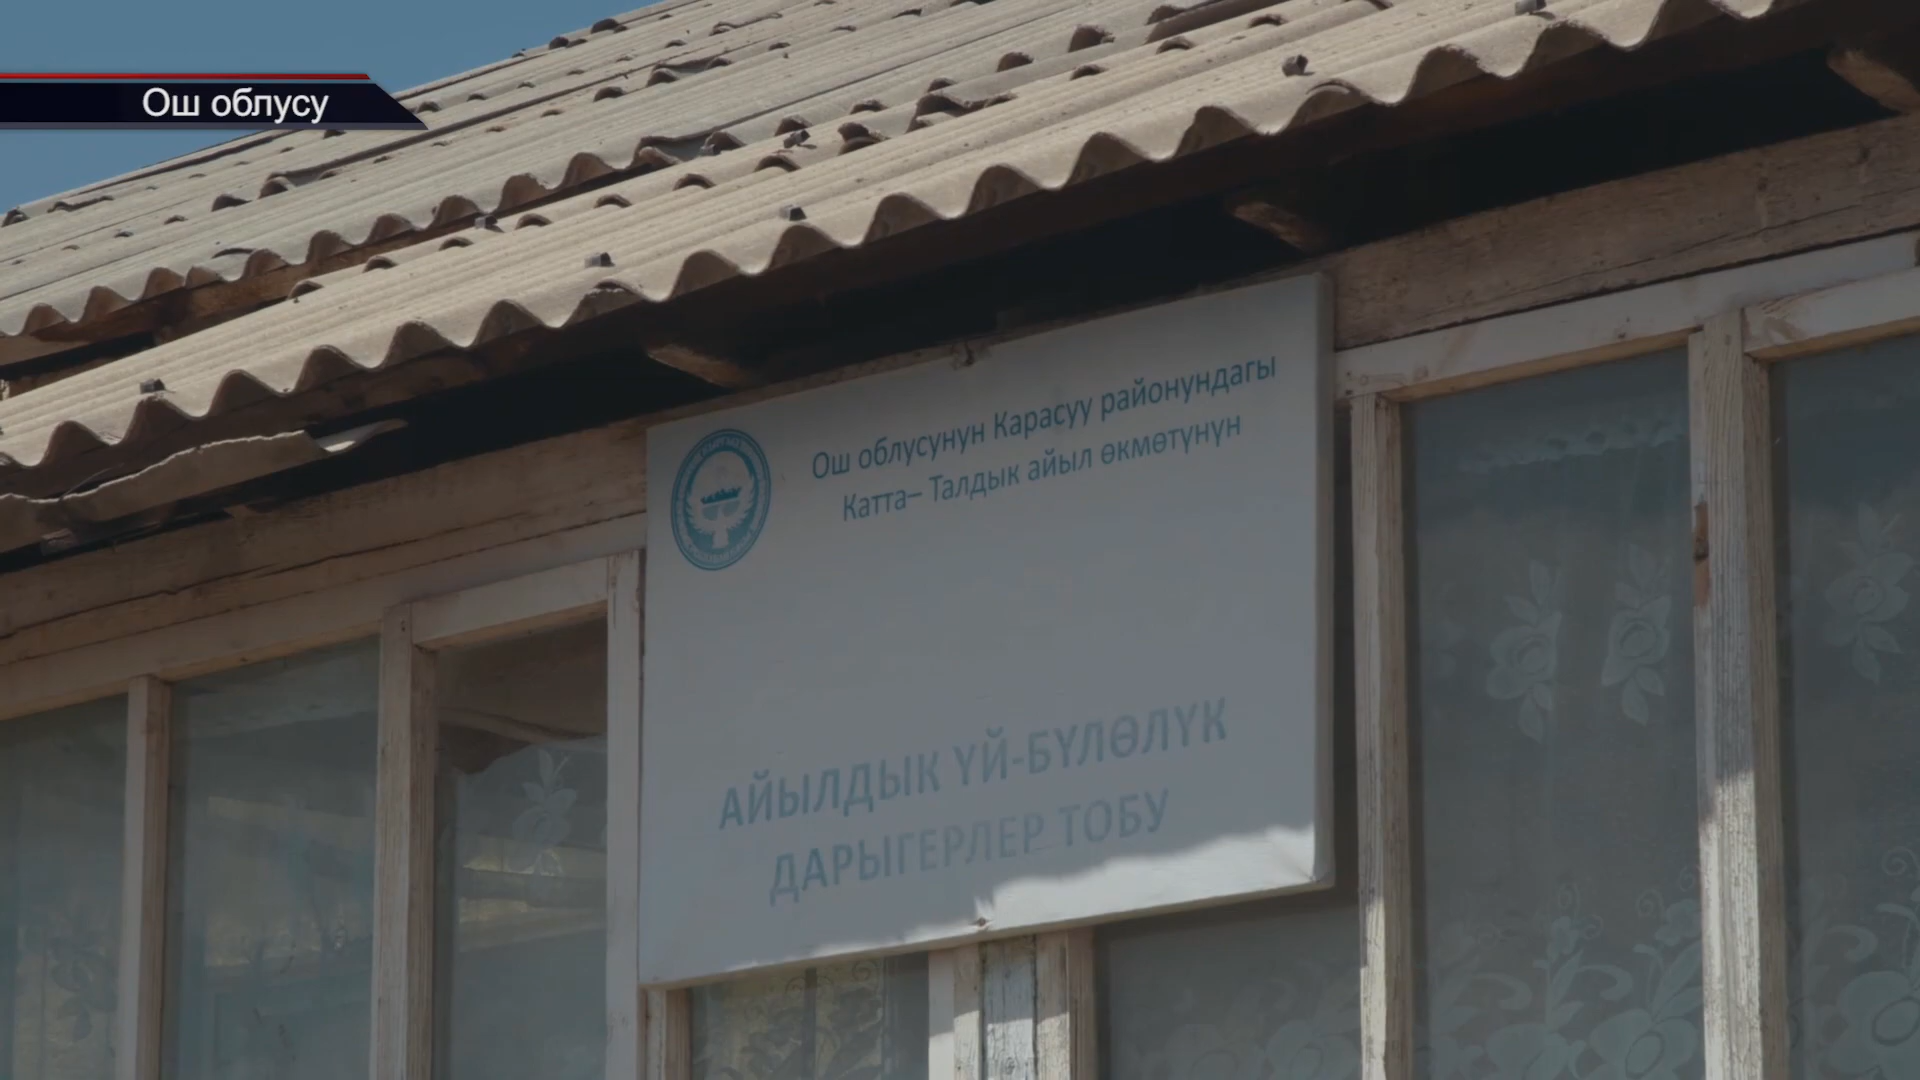 Ош облусу
Ош облусунун Карасуу районундагы
Катта– Талдык айыл өкмөтүнүн
АЙЫЛДЫК ҮЙ-БҮЛӨЛҮК
ДАРЫГЕРЛЕР ТОБУ